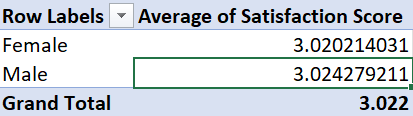 Row Labels Average of Satisfaction Score
Female 3.020214031
Male 3.024279211
Grand Total 3.022